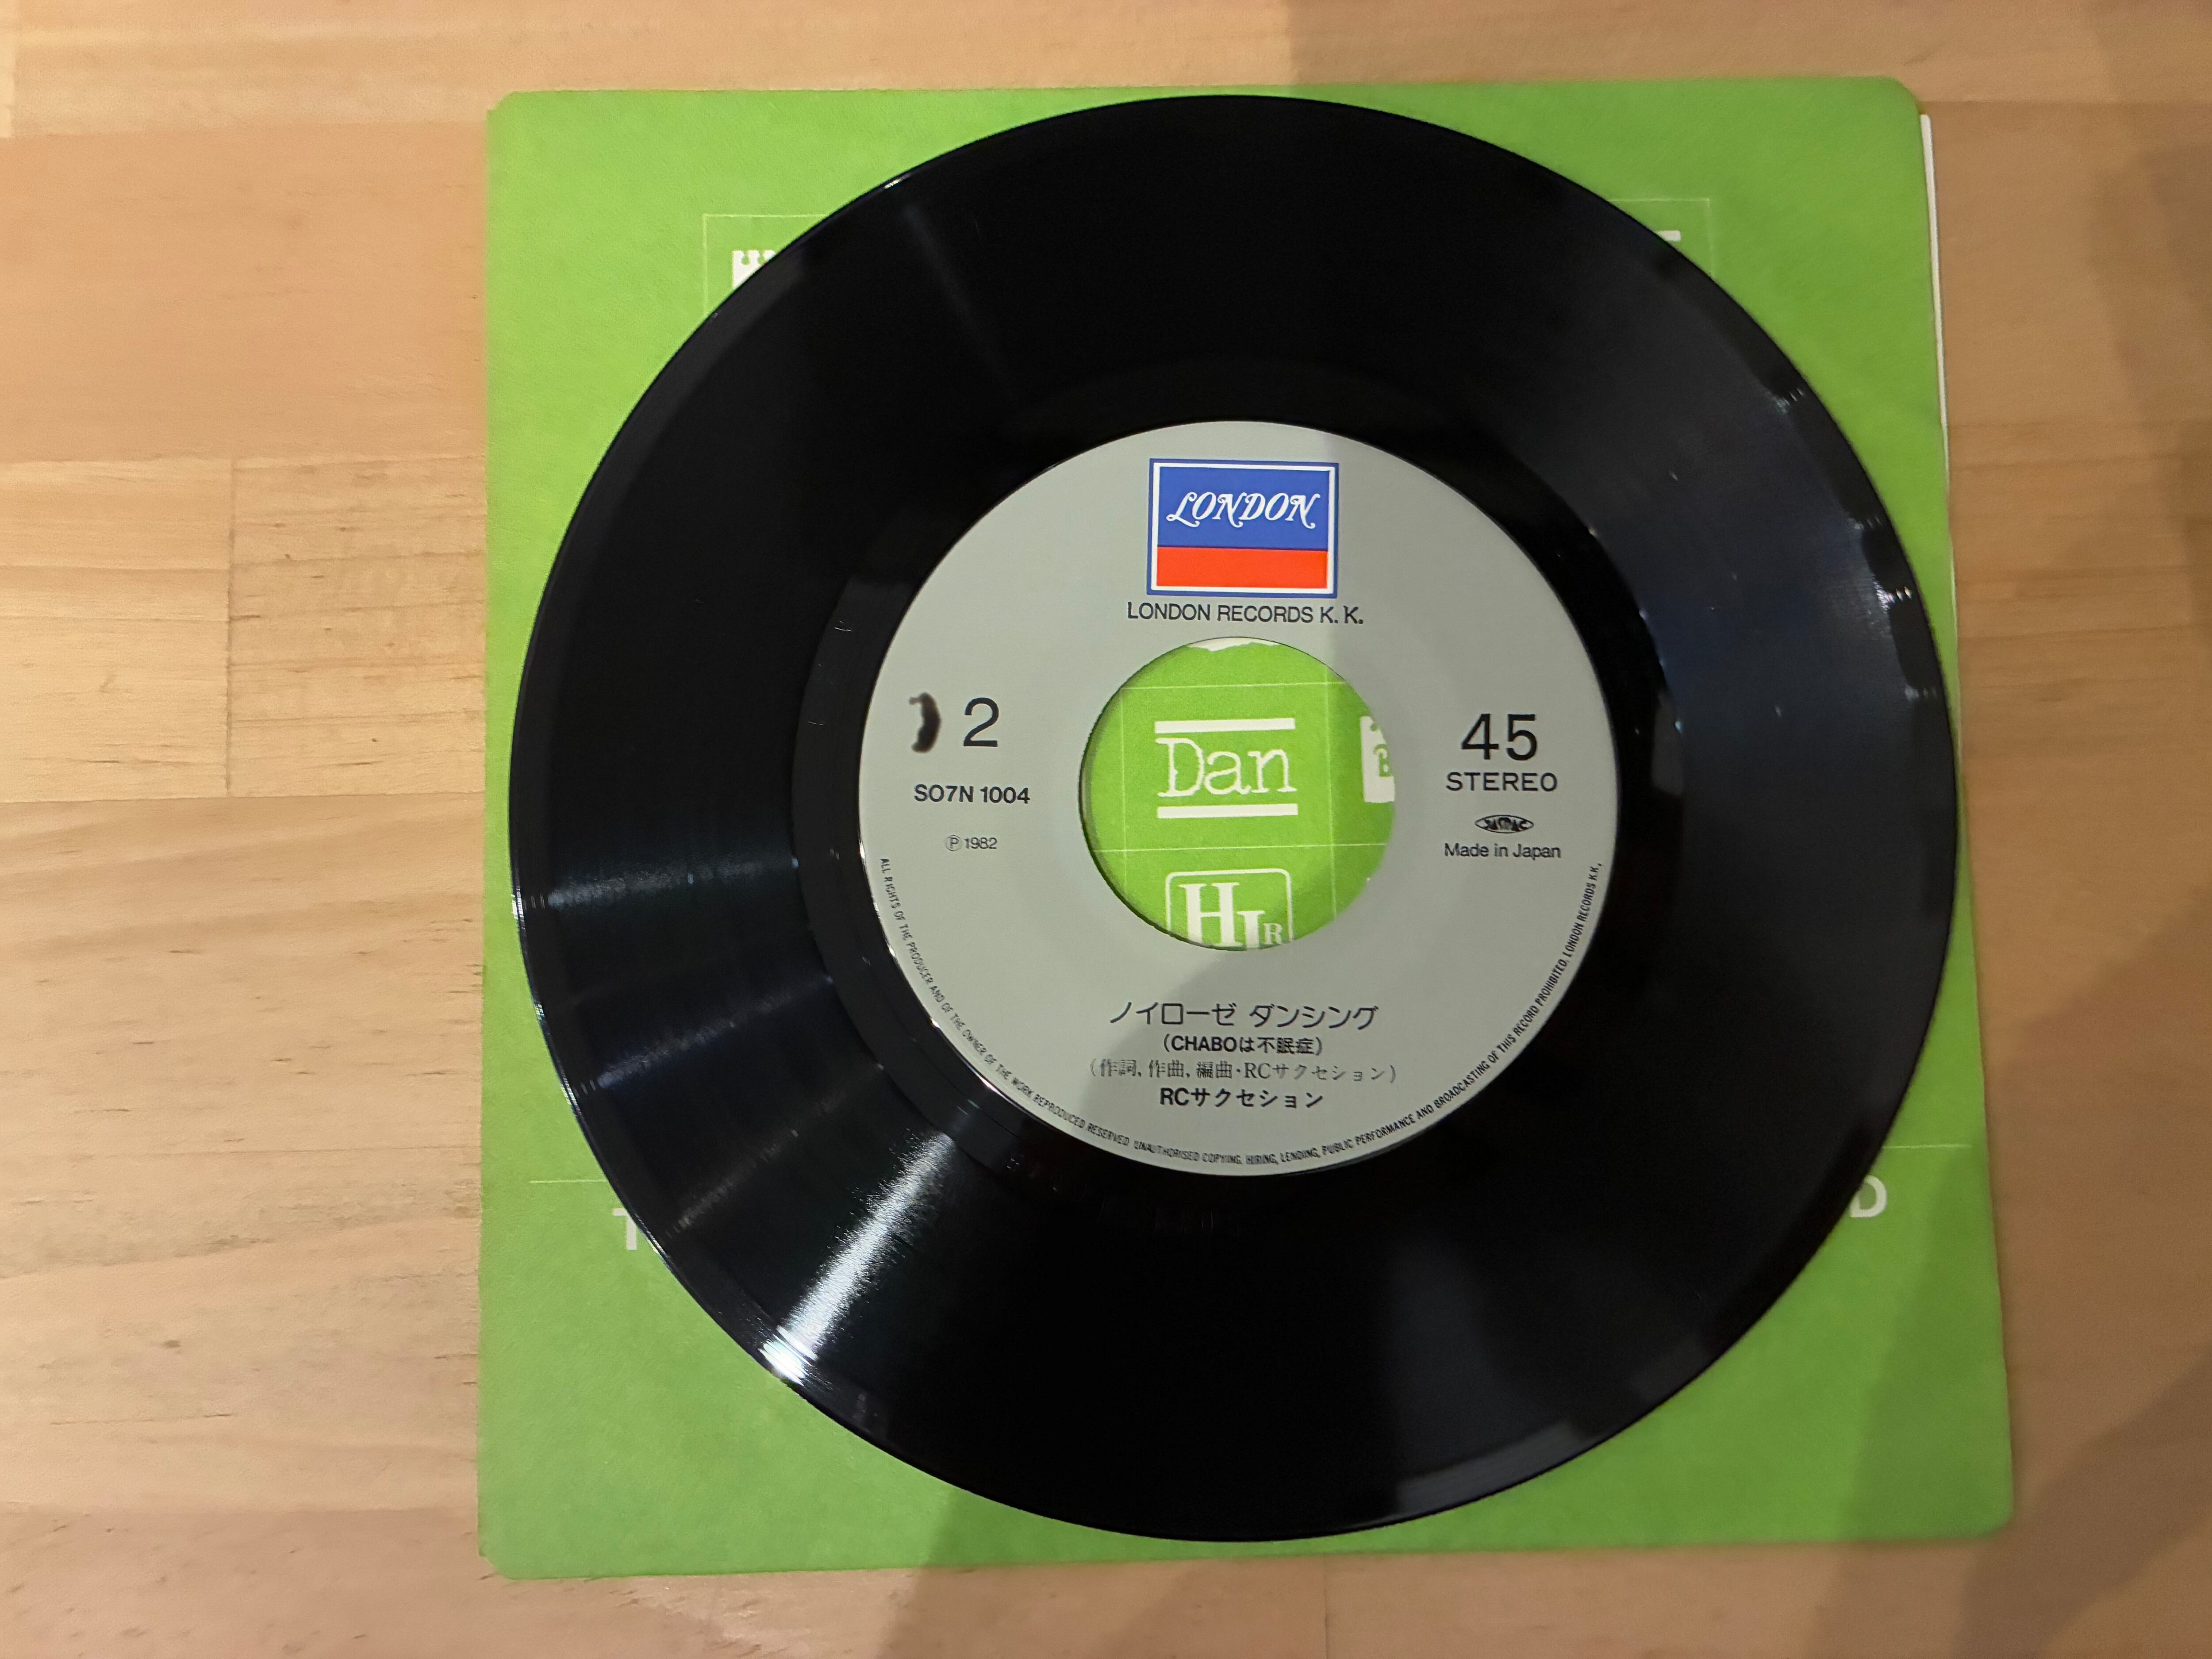 LONDON
LONDON RECORDS K.K.
2
SO7N 1004
Ⓟ1982
45
STEREO
JASRAC
Made in Japan
Dan
B
HLR
ノイローゼ ダンシング
(CHABOは不眠症)
(作詞, 作曲, 編曲・RCサクセション)
RCサクセション
ALL RIGHTS OF THE PRODUCER AND OF THE OWNER OF THE WORK REPRODUCED RESERVED. UNAUTHORISED COPYING, HIRING, LENDING, PUBLIC PERFORMANCE AND BROADCASTING OF THIS RECORD PROHIBITED. LONDON RECORDS K.K.
T
D